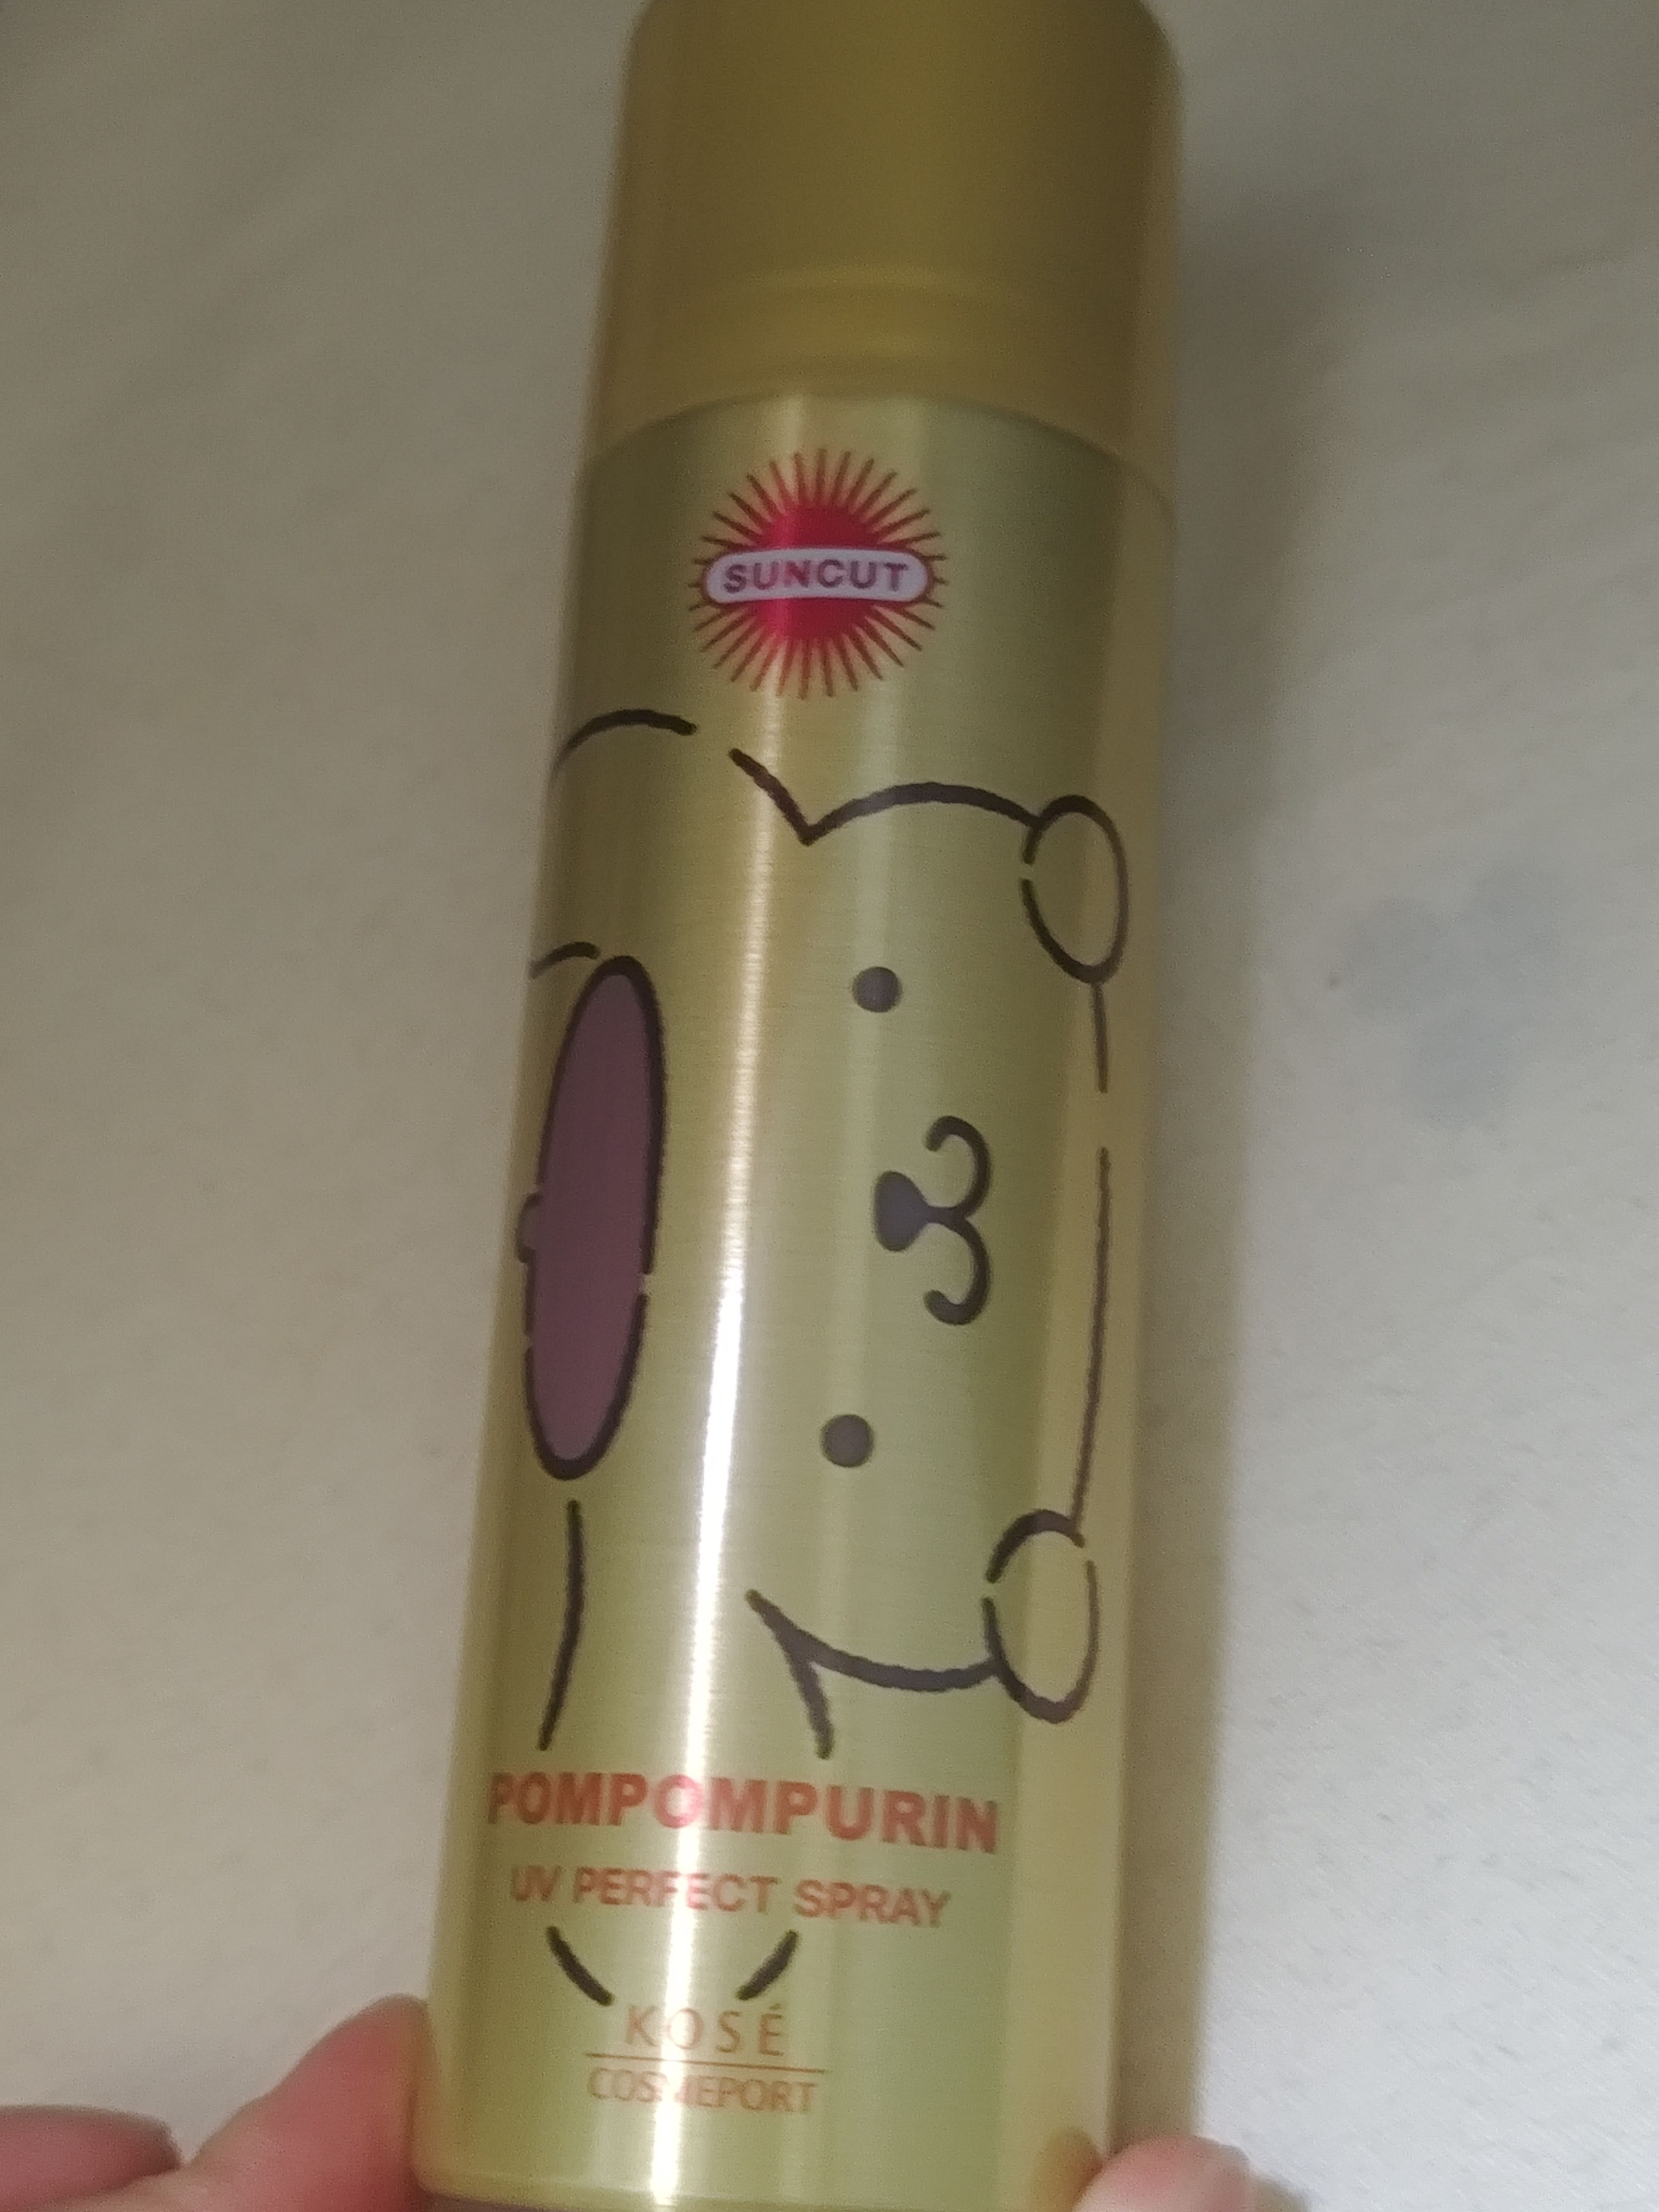 SUNCUT
POMPOMPURIN
UV PERFECT SPRAY
KOSÉ
COSMEPORT